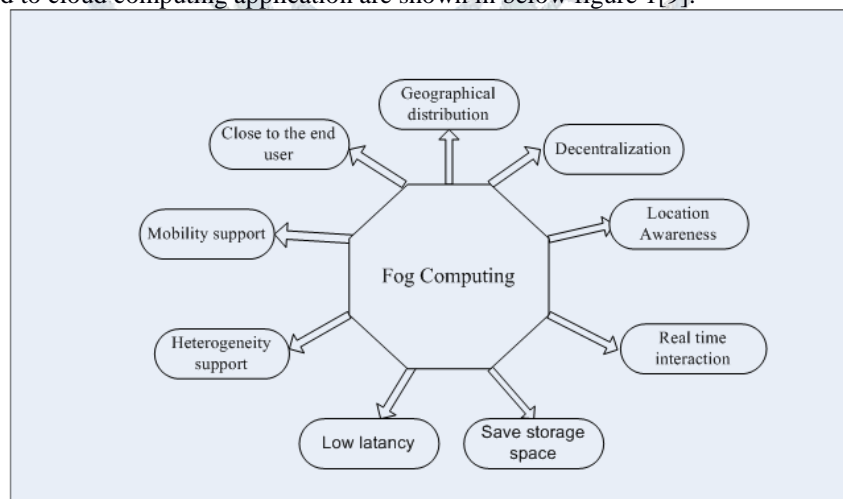 d to cloud computing application are shown in below figure 1[9].
Geographical
distribution
Close to the end
user
Decentralization
Mobility support
Location
Awareness
Fog Computing
Heterogeneity
support
Real time
interaction
Low latancy
Save storage
space